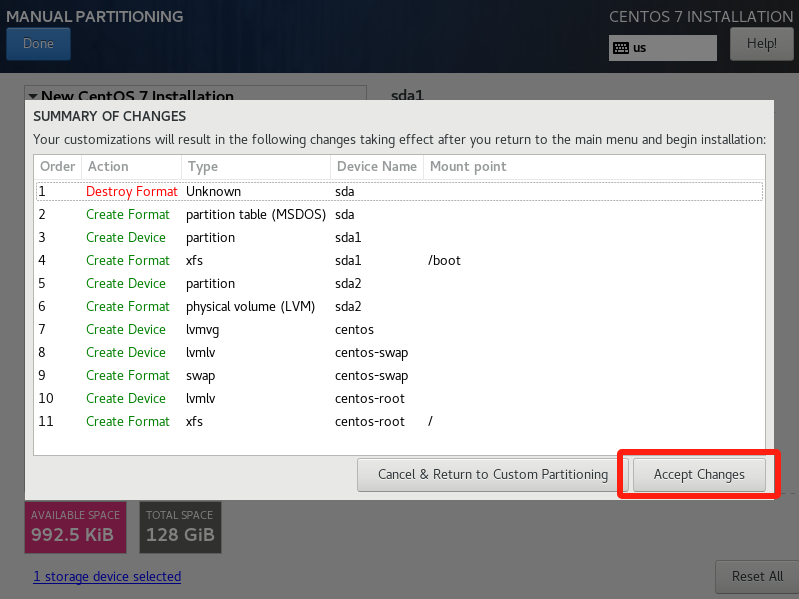 MANUAL PARTITIONING
CENTOS 7 INSTALLATION
Done
us
Help!
New CentOS 7 Installation
sda1
SUMMARY OF CHANGES
Your customizations will result in the following changes taking effect after you return to the main menu and begin installation:
Order Action Type Device Name Mount point
1 Destroy Format Unknown sda
2 Create Format partition table (MSDOS) sda
3 Create Device partition sda1
4 Create Format xfs sda1 /boot
5 Create Device partition sda2
6 Create Format physical volume (LVM) sda2
7 Create Device lvmvg centos
8 Create Device lvmlv centos-swap
9 Create Format swap centos-swap
10 Create Device lvmlv centos-root
11 Create Format xfs centos-root /
Cancel & Return to Custom Partitioning
Accept Changes
AVAILABLE SPACE
992.5 KiB
TOTAL SPACE
128 GiB
1 storage device selected
Reset All